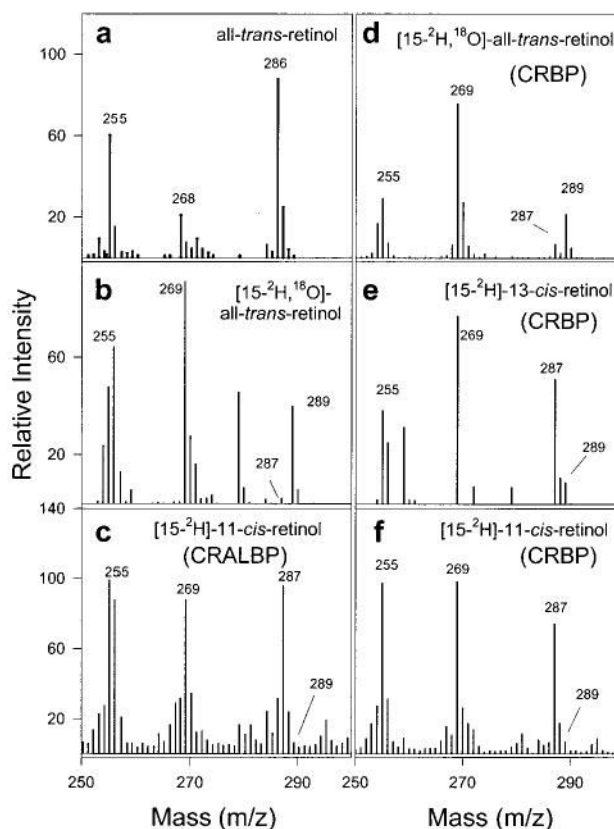 a
all-trans-retinol
286
255
268
100
60
20
b
[15-²H,¹⁸O]-
all-trans-retinol
269
255
289
287
60
20
140
c
[15-²H]-11-cis-retinol
(CRALBP)
255
269
287
289
100
60
20
250
270
290
Mass (m/z)
Relative Intensity
d
[15-²H,¹⁸O]-all-trans-retinol
(CRBP)
269
255
287
289
e
[15-²H]-13-cis-retinol
(CRBP)
269
287
255
289
f
[15-²H]-11-cis-retinol
(CRBP)
255
269
287
289
270
290
Mass (m/z)